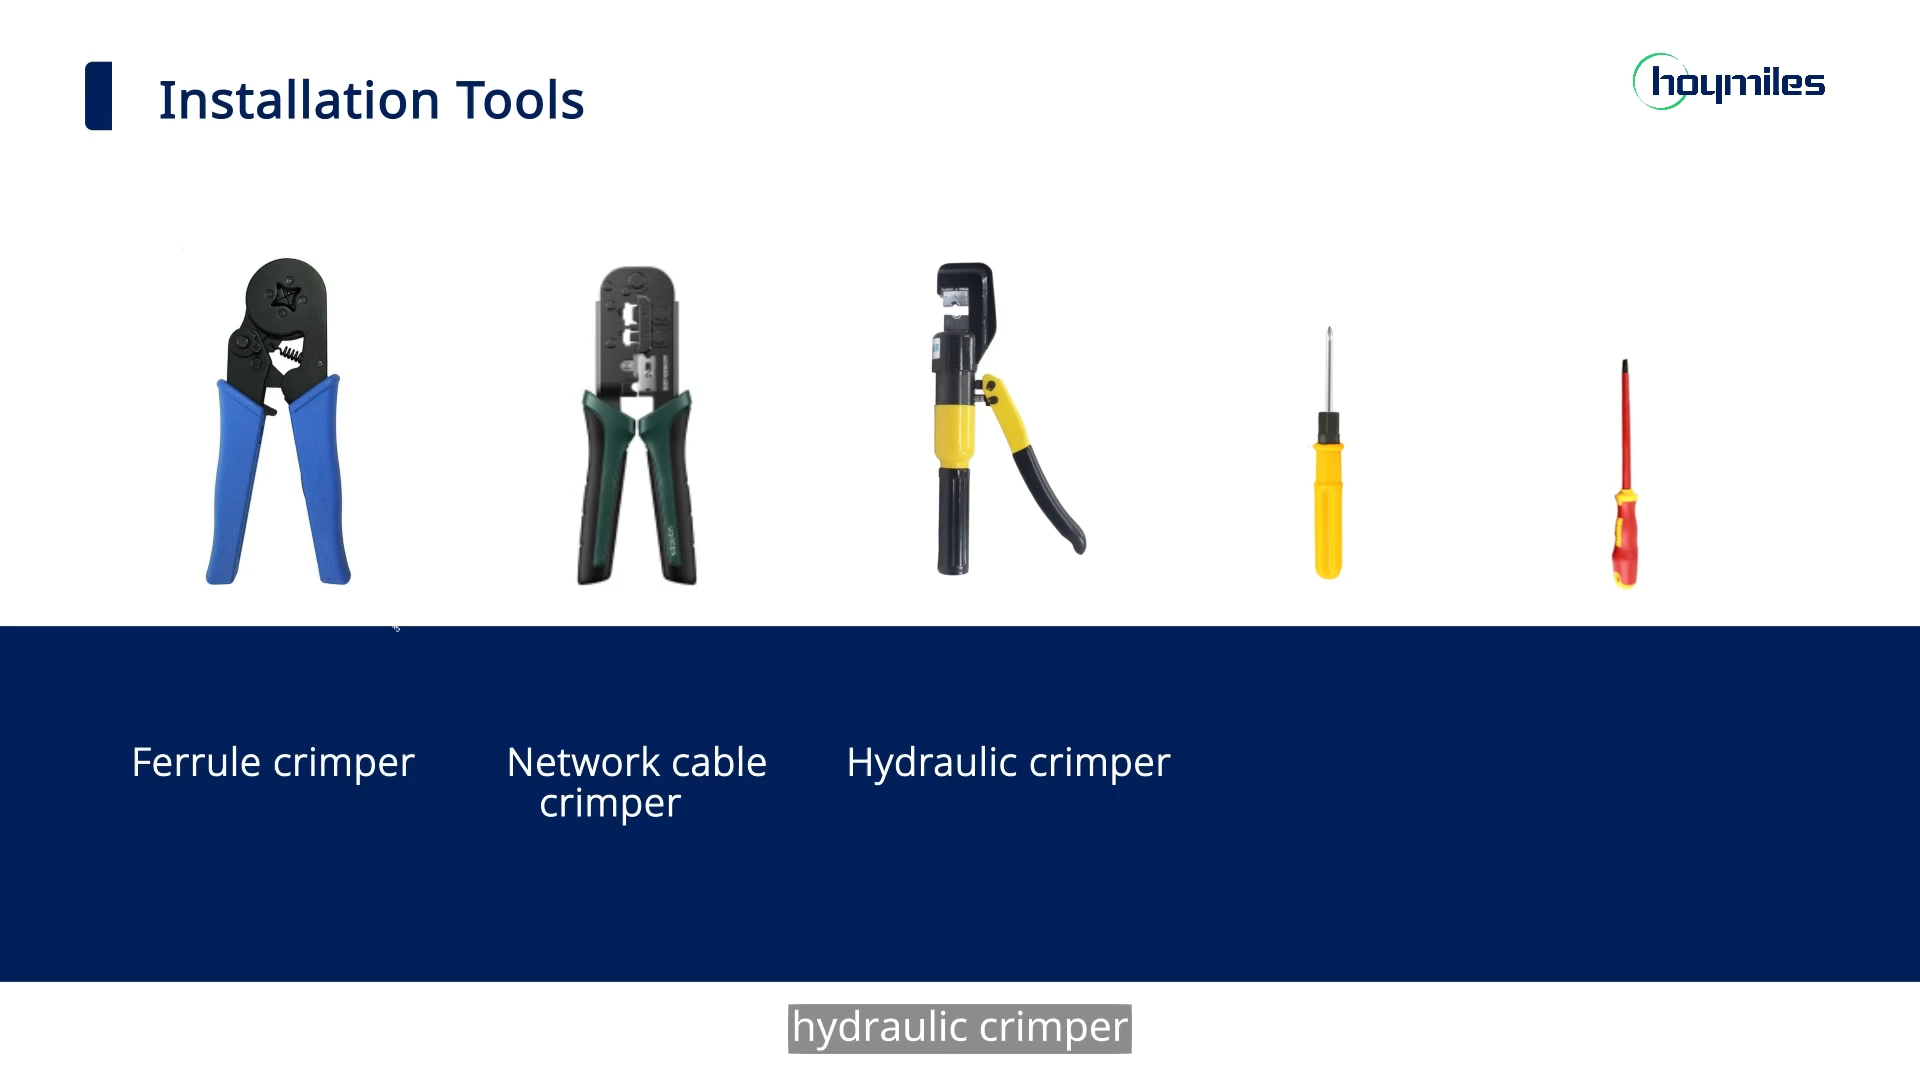 Installation Tools
hoymiles
Ferrule crimper
Network cable
crimper
Hydraulic crimper
hydraulic crimper